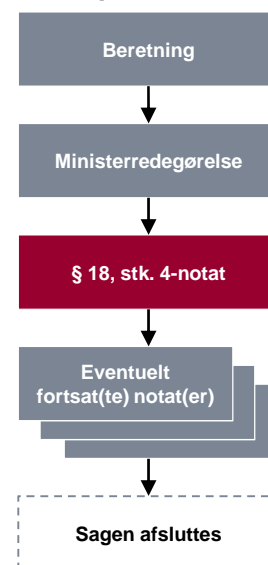 Beretning
Ministerredegørelse
§ 18, stk. 4-notat
Eventuelt
fortsat(te) notat(er)
Sagen afsluttes